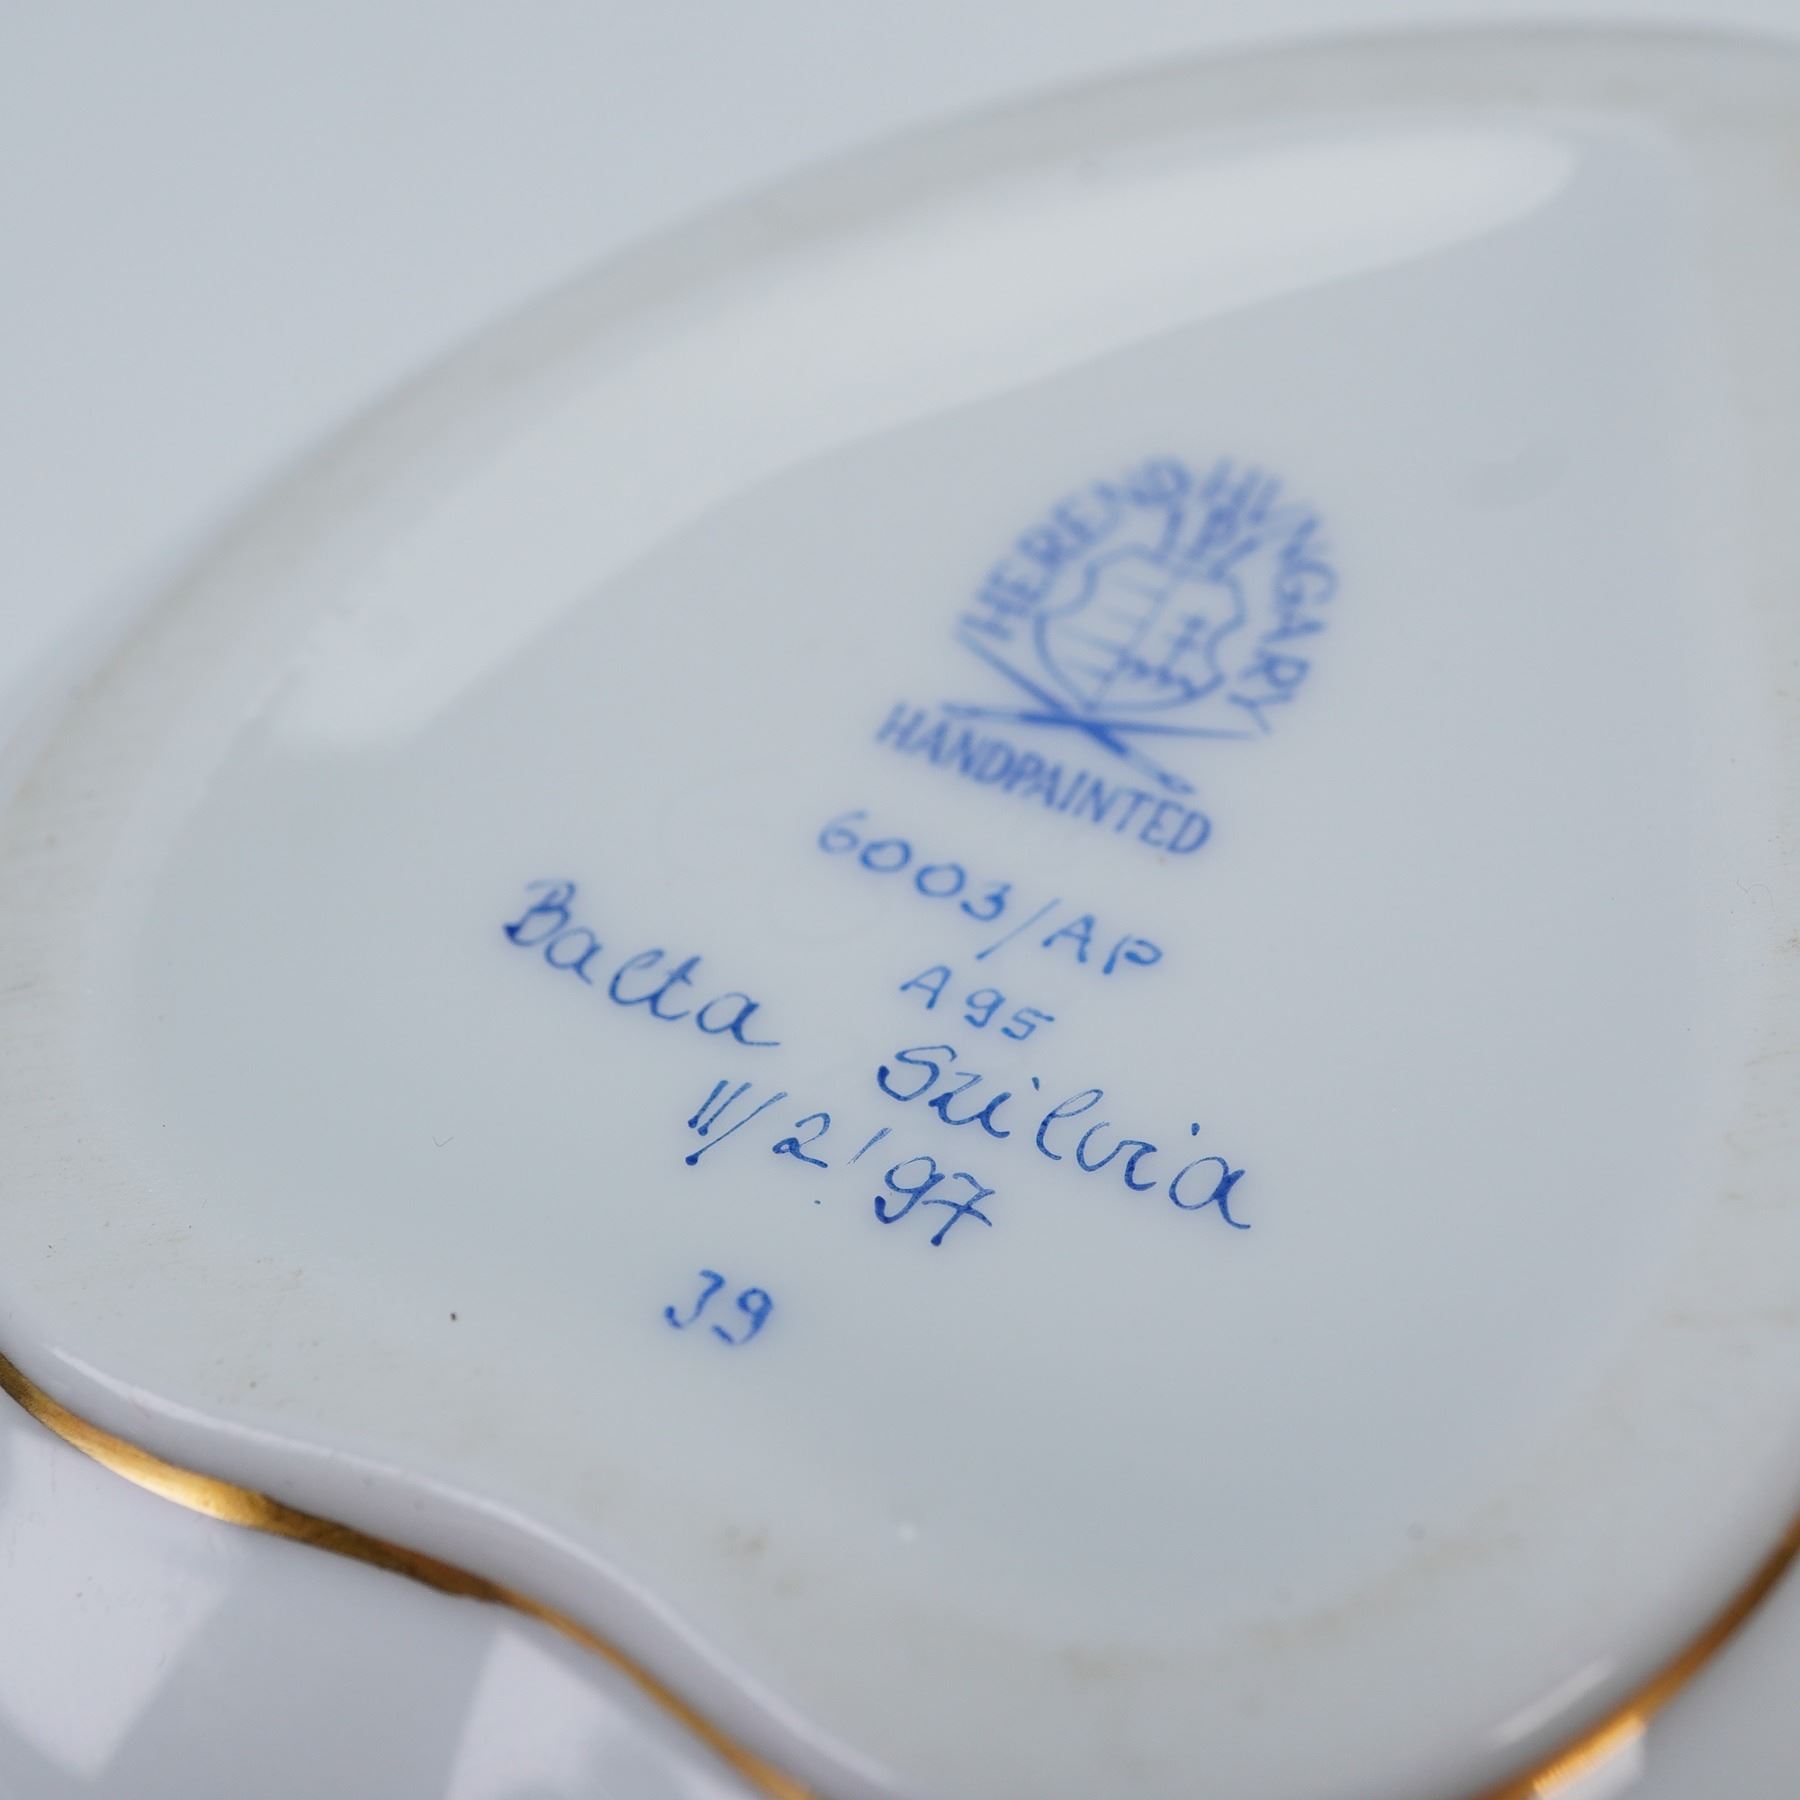 HEREND HUNGARY
HANDPAINTED
6003/AP
A95
Balta Szilvia
11/2'97
39